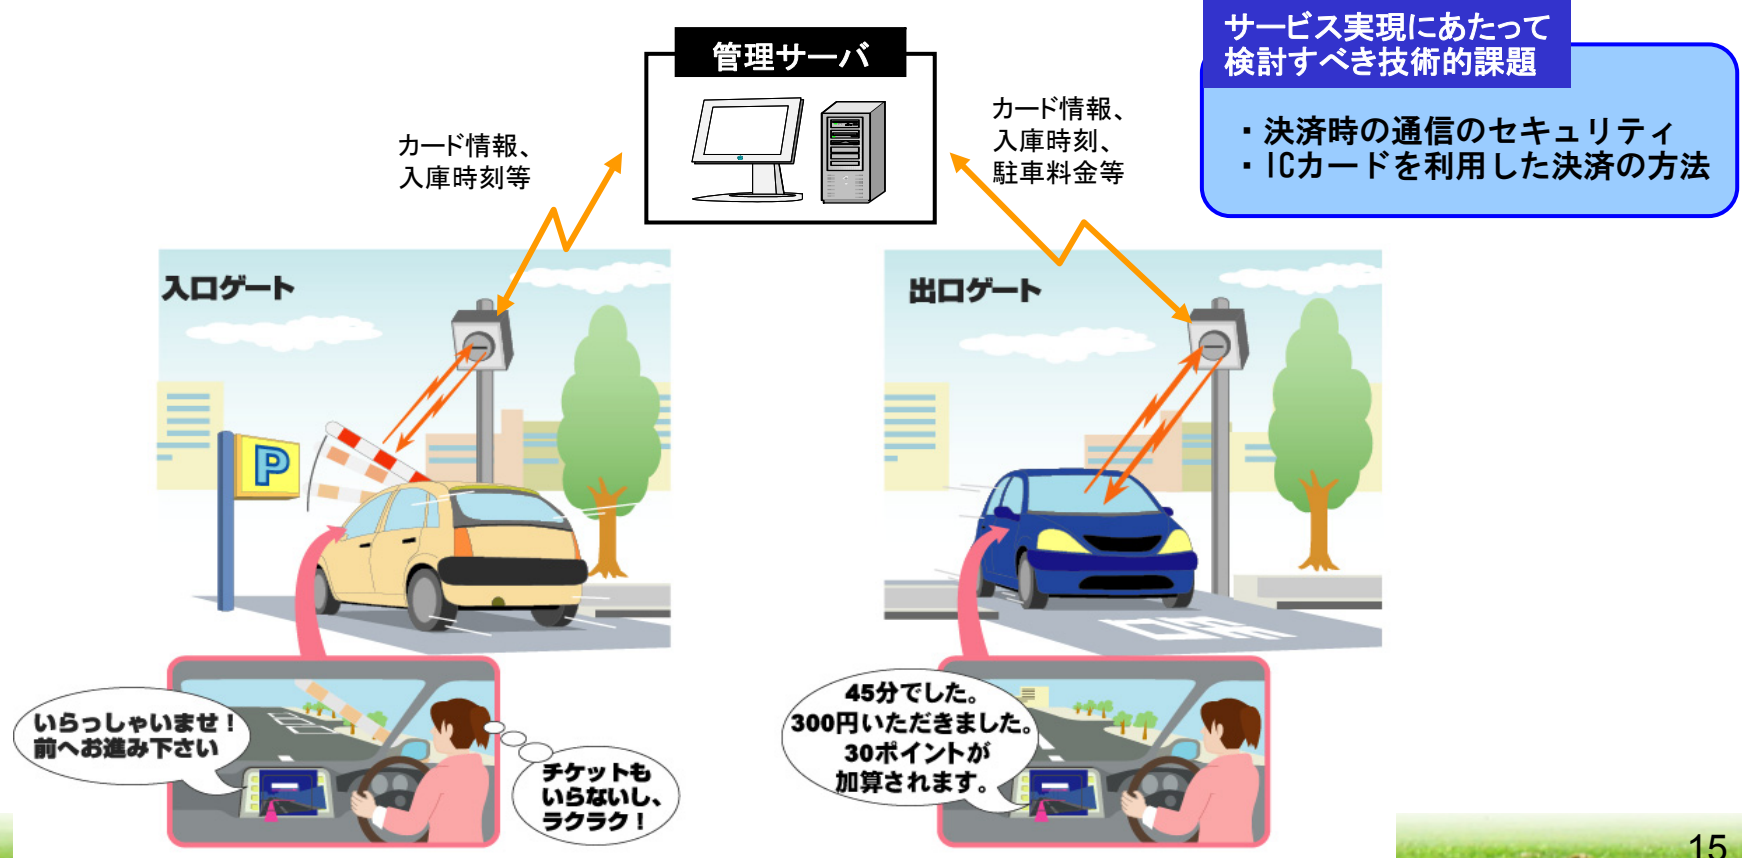 サービス実現にあたって
検討すべき技術的課題
・決済時の通信のセキュリティ
・ICカードを利用した決済の方法
管理サーバ
カード情報、
入庫時刻等
カード情報、
入庫時刻、
駐車料金等
入口ゲート
P
出口ゲート
いらっしゃいませ！
前へお進み下さい
チケットも
いらないし、
ラクラク！
45分でした。
300円いただきました。
30ポイントが
加算されます。
15